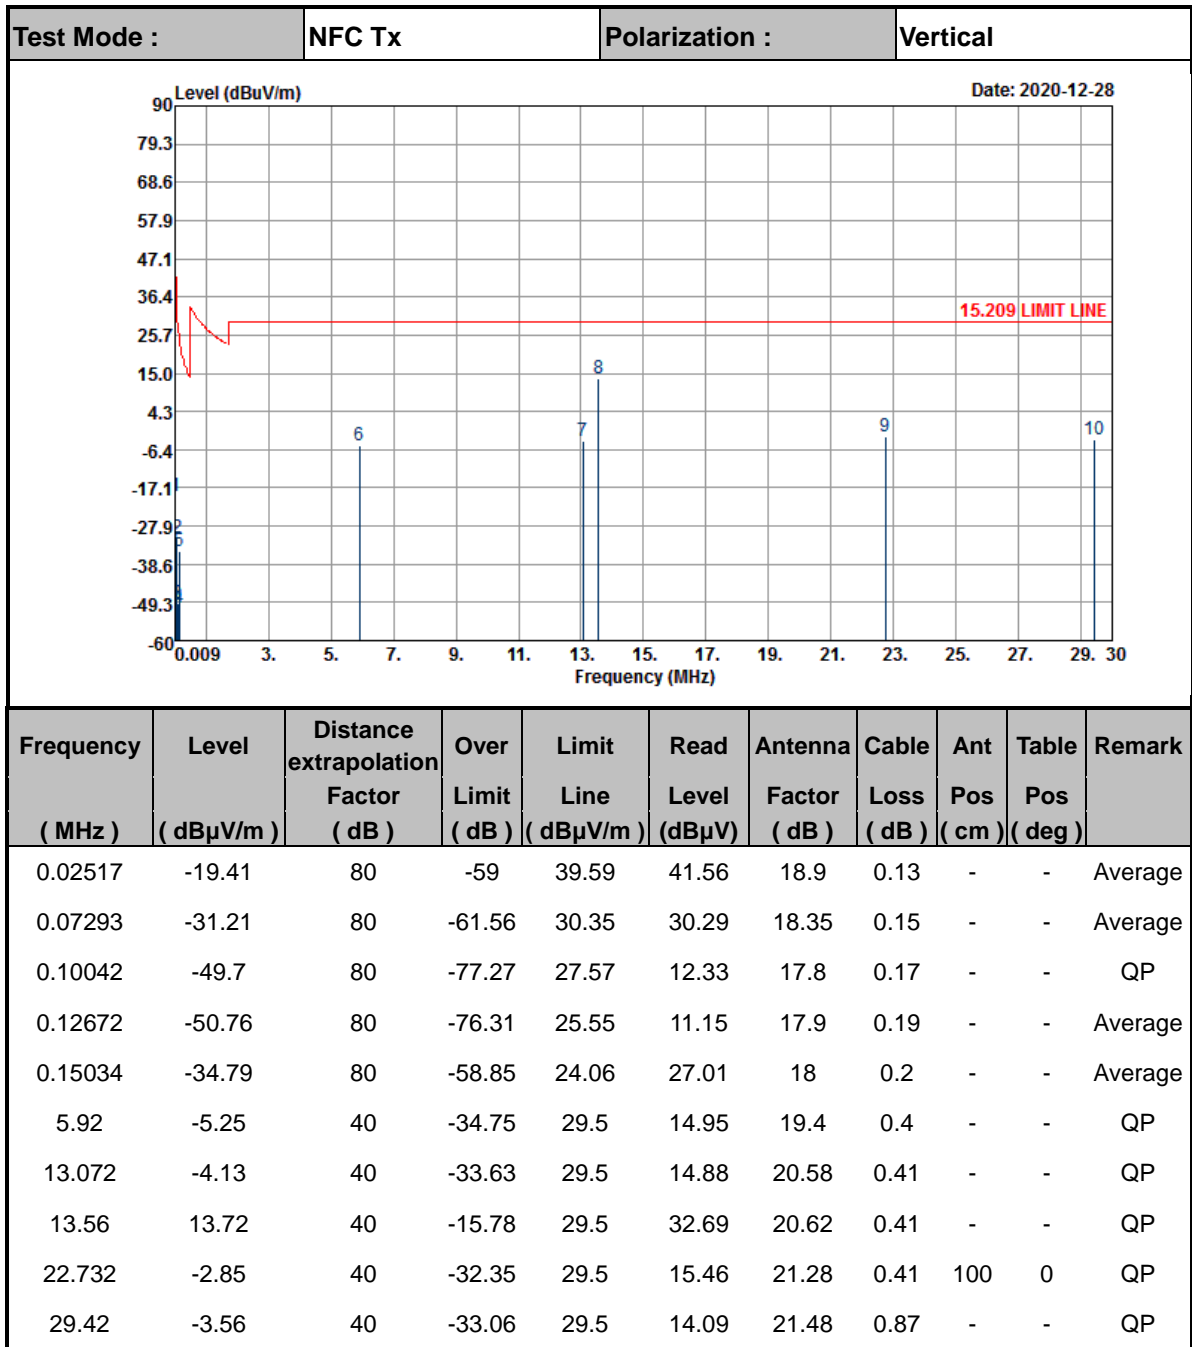 Test Mode : NFC Tx Polarization : Vertical
Level (dBuV/m) Date: 2020-12-28
90
79.3
68.6
57.9
47.1
36.4
15.209 LIMIT LINE
25.7
15.0
8
4.3
6 7 9 10
-6.4
-17.1
1
-27.9
2
5
-38.6
-49.3
-60
0.009 3. 5. 7. 9. 11. 13. 15. 17. 19. 21. 23. 25. 27. 29. 30
Frequency (MHz)
Frequency Level Distance extrapolation Over Limit Read Antenna Cable Ant Table Remark
Factor Limit Line Level Factor Loss Pos Pos
( MHz ) ( dBµV/m ) ( dB ) ( dB ) ( dBµV/m ) (dBµV) ( dB ) ( dB ) ( cm ) ( deg )
0.02517 -19.41 80 -59 39.59 41.56 18.9 0.13 - - Average
0.07293 -31.21 80 -61.56 30.35 30.29 18.35 0.15 - - Average
0.10042 -49.7 80 -77.27 27.57 12.33 17.8 0.17 - - QP
0.12672 -50.76 80 -76.31 25.55 11.15 17.9 0.19 - - Average
0.15034 -34.79 80 -58.85 24.06 27.01 18 0.2 - - Average
5.92 -5.25 40 -34.75 29.5 14.95 19.4 0.4 - - QP
13.072 -4.13 40 -33.63 29.5 14.88 20.58 0.41 - - QP
13.56 13.72 40 -15.78 29.5 32.69 20.62 0.41 - - QP
22.732 -2.85 40 -32.35 29.5 15.46 21.28 0.41 100 0 QP
29.42 -3.56 40 -33.06 29.5 14.09 21.48 0.87 - - QP